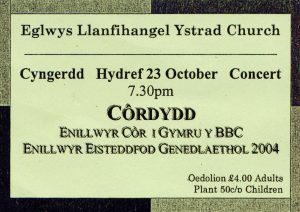 Eglwys Llanfihangel Ystrad Church
Cyngerdd Hydref 23 October Concert
7.30pm
CÔRDYDD
ENILLWYR CÔR I GYMRU Y BBC
ENILLWYR EISTEDDFOD GENEDLAETHOL 2004
Oedolion £4.00 Adults
Plant 50c/o Children